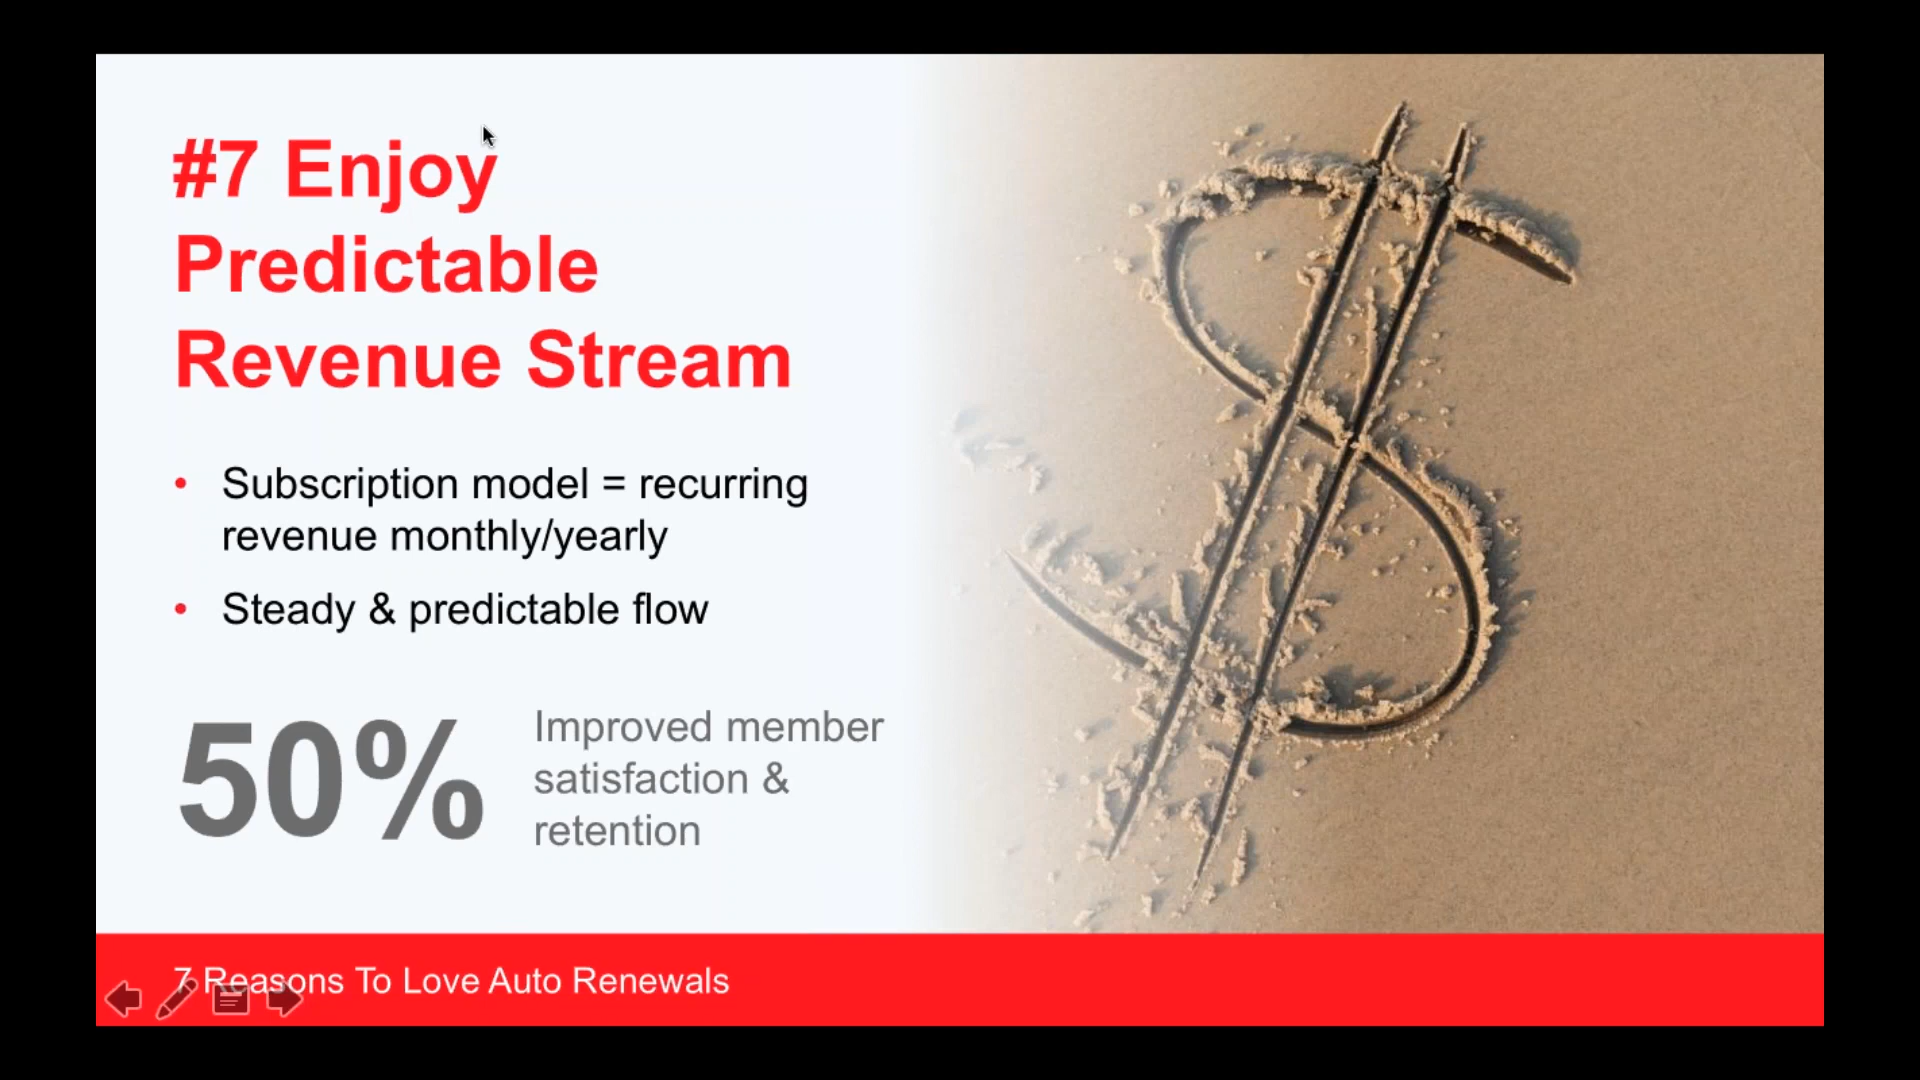 #7 Enjoy
Predictable
Revenue Stream
• Subscription model = recurring
revenue monthly/yearly
• Steady & predictable flow
50%
Improved member
satisfaction &
retention
7 Reasons To Love Auto Renewals